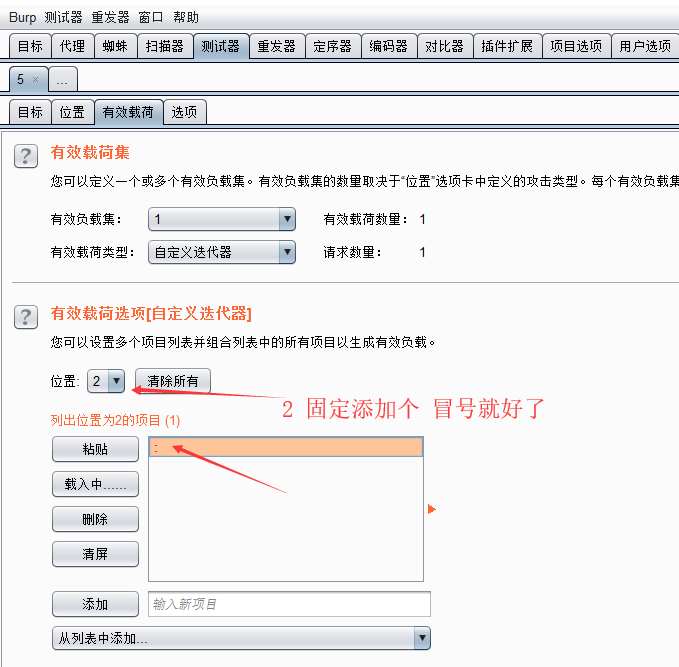 Burp 测试器 重发器 窗口 帮助
目标 代理 蜘蛛 扫描器 测试器 重发器 定序器 编码器 对比器 插件扩展 项目选项 用户选项
5 × ...
目标 位置 有效载荷 选项
? 有效载荷集
您可以定义一个或多个有效负载集。有效负载集的数量取决于“位置”选项卡中定义的攻击类型。每个有效负载集
有效负载集： 1 有效载荷数量： 1
有效载荷类型： 自定义迭代器 请求数量： 1
? 有效载荷选项[自定义迭代器]
您可以设置多个项目列表并组合列表中的所有项目以生成有效负载。
位置: 2 清除所有
2 固定添加个 冒号就好了
列出位置为2的项目 (1)
粘贴 :
载入中......
删除
清屏
添加 输入新项目
从列表中添加...